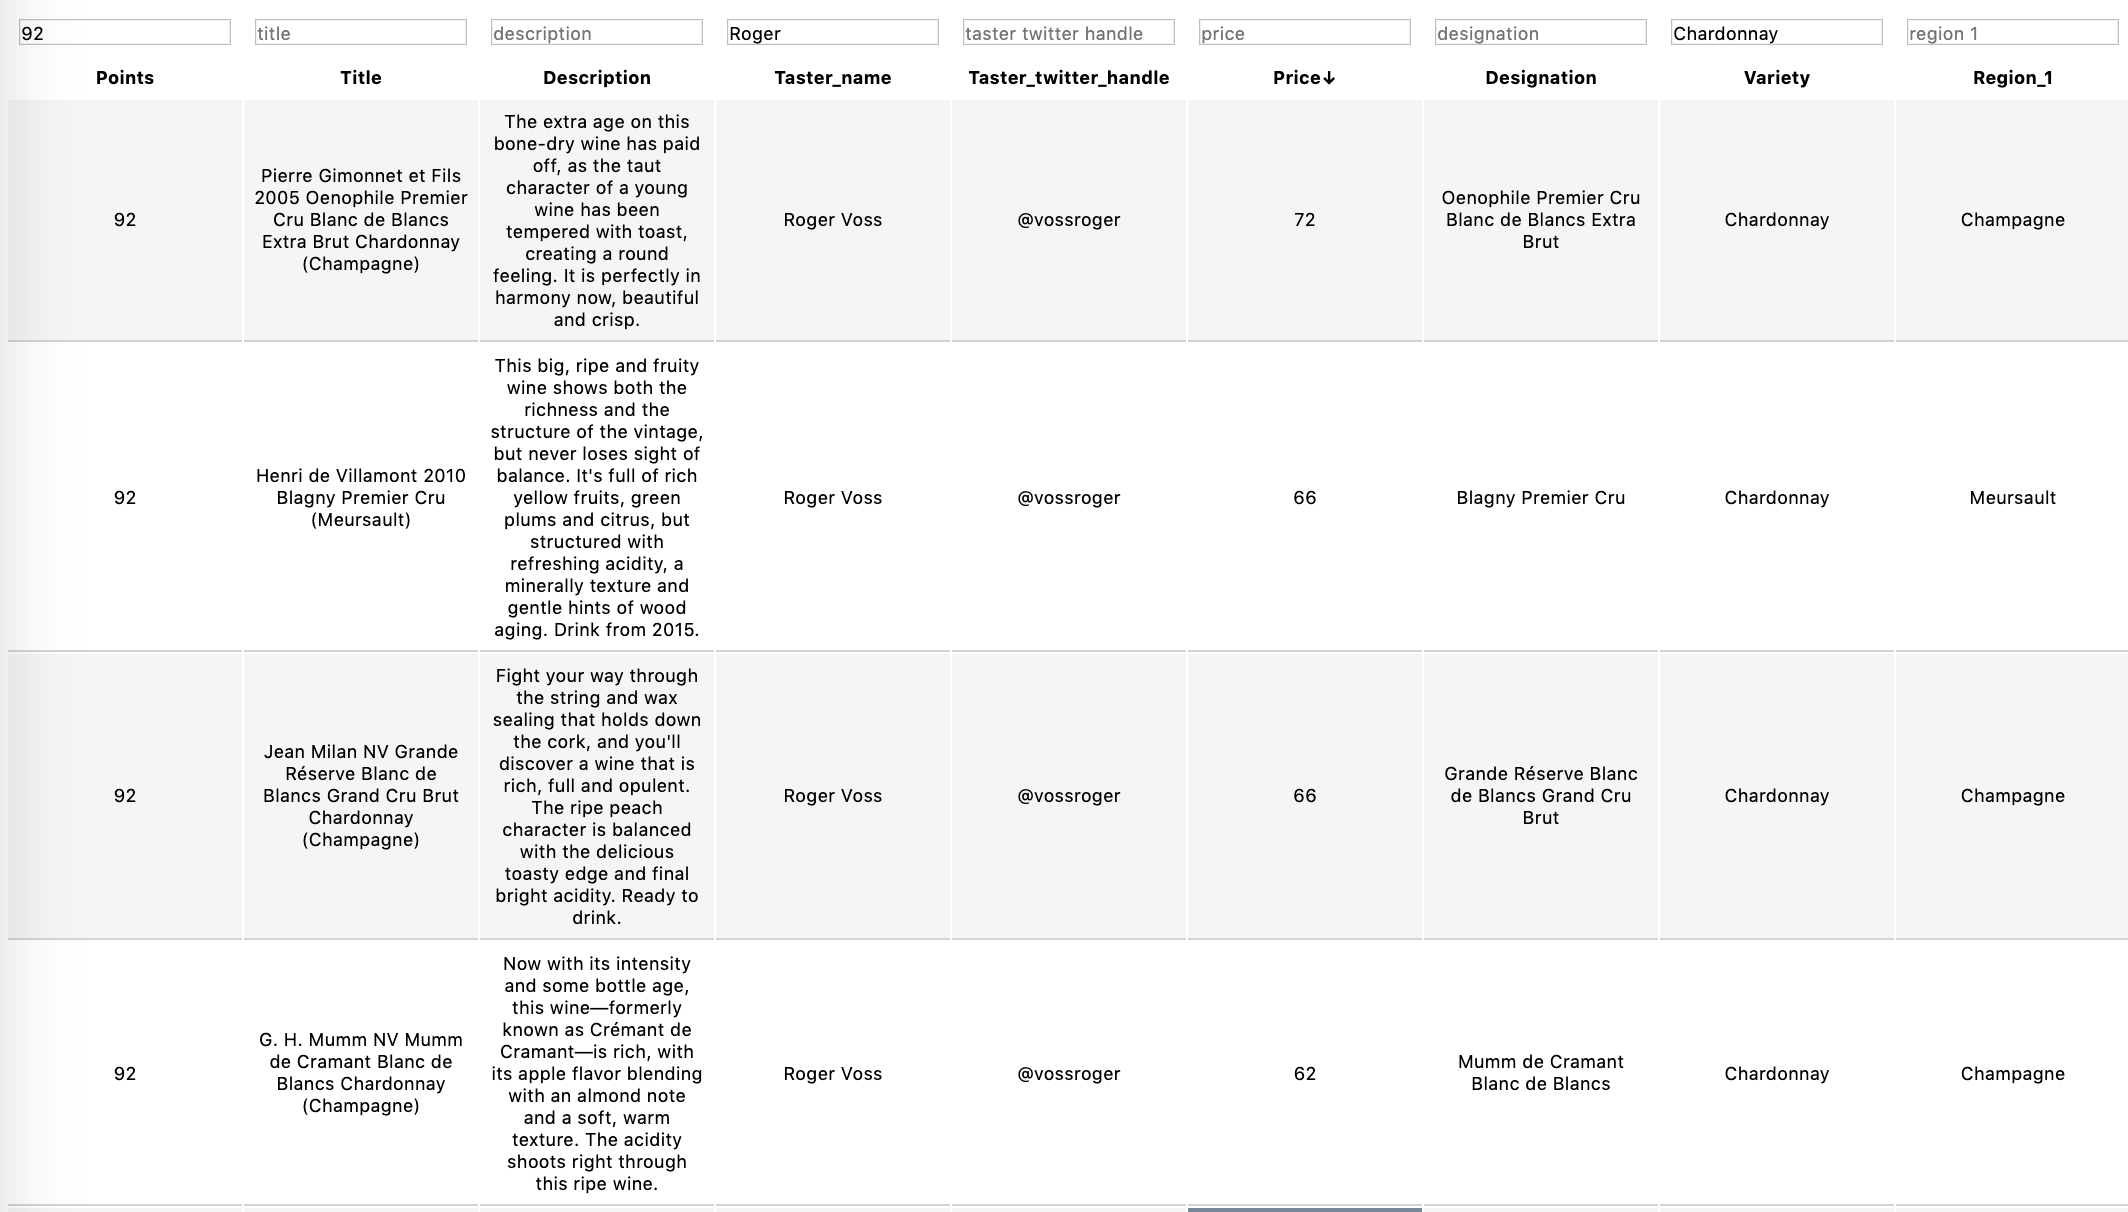 92 title description Roger taster twitter handle price designation Chardonnay region 1
Points Title Description Taster_name Taster_twitter_handle Price↓ Designation Variety Region_1
92
Pierre Gimonnet et Fils
2005 Oenophile Premier
Cru Blanc de Blancs
Extra Brut Chardonnay
(Champagne)
The extra age on this
bone-dry wine has paid
off, as the taut
character of a young
wine has been
tempered with toast,
creating a round
feeling. It is perfectly in
harmony now, beautiful
and crisp.
Roger Voss
@vossroger
72
Oenophile Premier Cru
Blanc de Blancs Extra
Brut
Chardonnay
Champagne
92
Henri de Villamont 2010
Blagny Premier Cru
(Meursault)
This big, ripe and fruity
wine shows both the
richness and the
structure of the vintage,
but never loses sight of
balance. It's full of rich
yellow fruits, green
plums and citrus, but
structured with
refreshing acidity, a
minerally texture and
gentle hints of wood
aging. Drink from 2015.
Roger Voss
@vossroger
66
Blagny Premier Cru
Chardonnay
Meursault
92
Jean Milan NV Grande
Réserve Blanc de
Blancs Grand Cru Brut
Chardonnay
(Champagne)
Fight your way through
the string and wax
sealing that holds down
the cork, and you'll
discover a wine that is
rich, full and opulent.
The ripe peach
character is balanced
with the delicious
toasty edge and final
bright acidity. Ready to
drink.
Roger Voss
@vossroger
66
Grande Réserve Blanc
de Blancs Grand Cru
Brut
Chardonnay
Champagne
92
G. H. Mumm NV Mumm
de Cramant Blanc de
Blancs Chardonnay
(Champagne)
Now with its intensity
and some bottle age,
this wine—formerly
known as Crémant de
Cramant—is rich, with
its apple flavor blending
with an almond note
and a soft, warm
texture. The acidity
shoots right through
this ripe wine.
Roger Voss
@vossroger
62
Mumm de Cramant
Blanc de Blancs
Chardonnay
Champagne